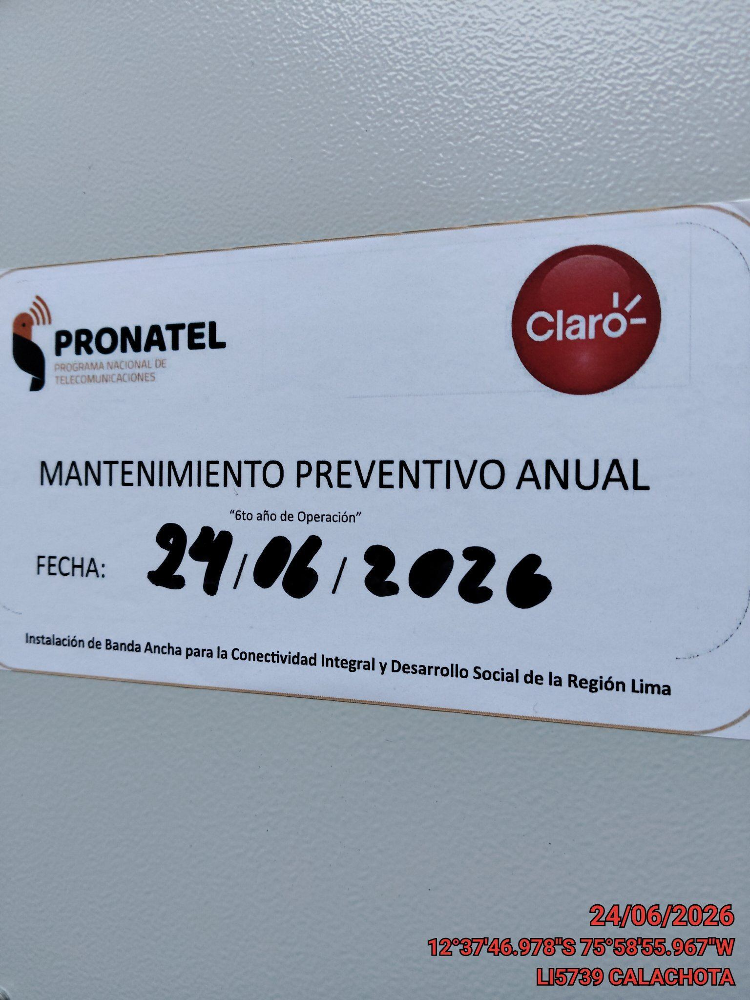 PRONATEL
PROGRAMA NACIONAL DE
TELECOMUNICACIONES
Claro
MANTENIMIENTO PREVENTIVO ANUAL
“6to año de Operación”
FECHA: 24/06/2026
Instalación de Banda Ancha para la Conectividad Integral y Desarrollo Social de la Región Lima
24/06/2026
12°37'46.978"S 75°58'55.967"W
LI5739 CALACHOTA